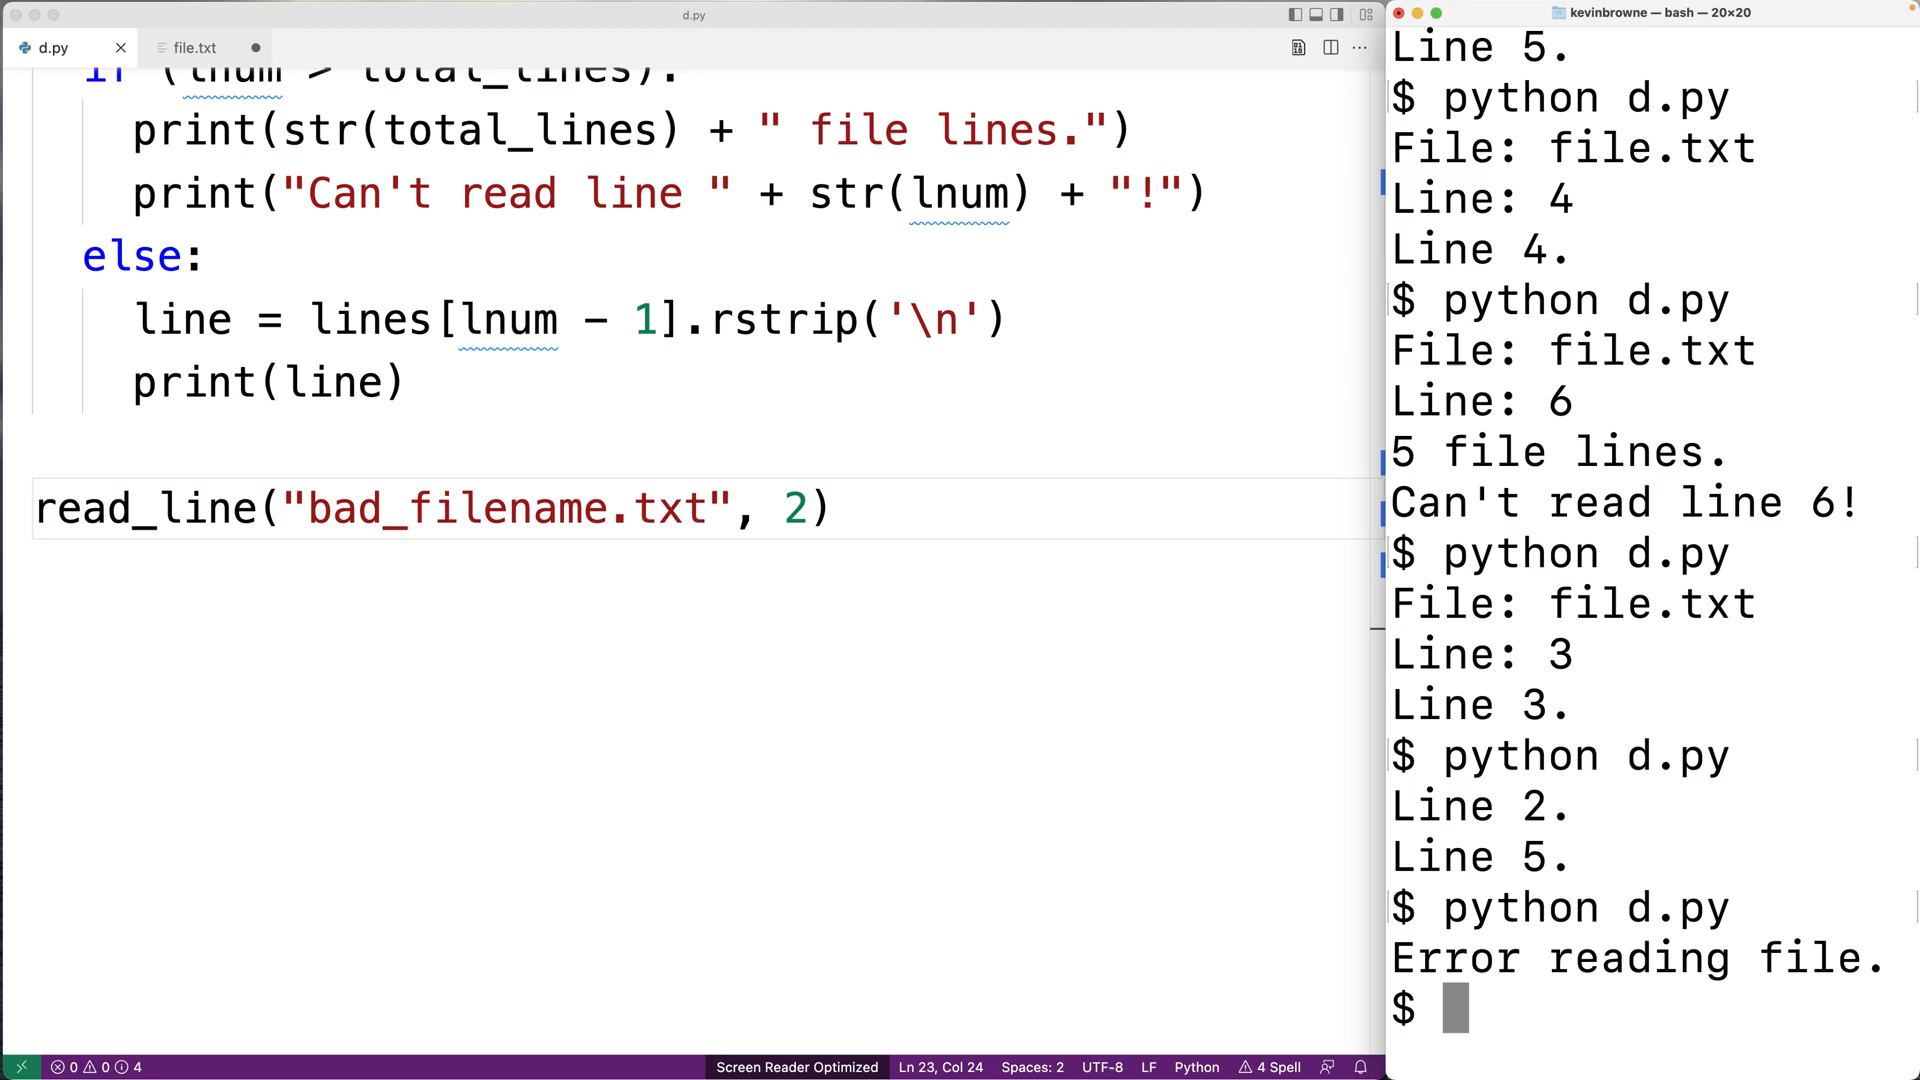 d.py
d.py
file.txt
if (lnum > total_lines):
print(str(total_lines) + " file lines.")
print("Can't read line " + str(lnum) + "!")
else:
line = lines[lnum - 1].rstrip('\n')
print(line)
read_line("bad_filename.txt", 2)
0 0 4
Screen Reader Optimized
Ln 23, Col 24
Spaces: 2
UTF-8
LF
Python
4 Spell
kevinbrowne — bash — 20×20
Line 5.
$ python d.py
File: file.txt
Line: 4
Line 4.
$ python d.py
File: file.txt
Line: 6
5 file lines.
Can't read line 6!
$ python d.py
File: file.txt
Line: 3
Line 3.
$ python d.py
Line 2.
Line 5.
$ python d.py
Error reading file.
$